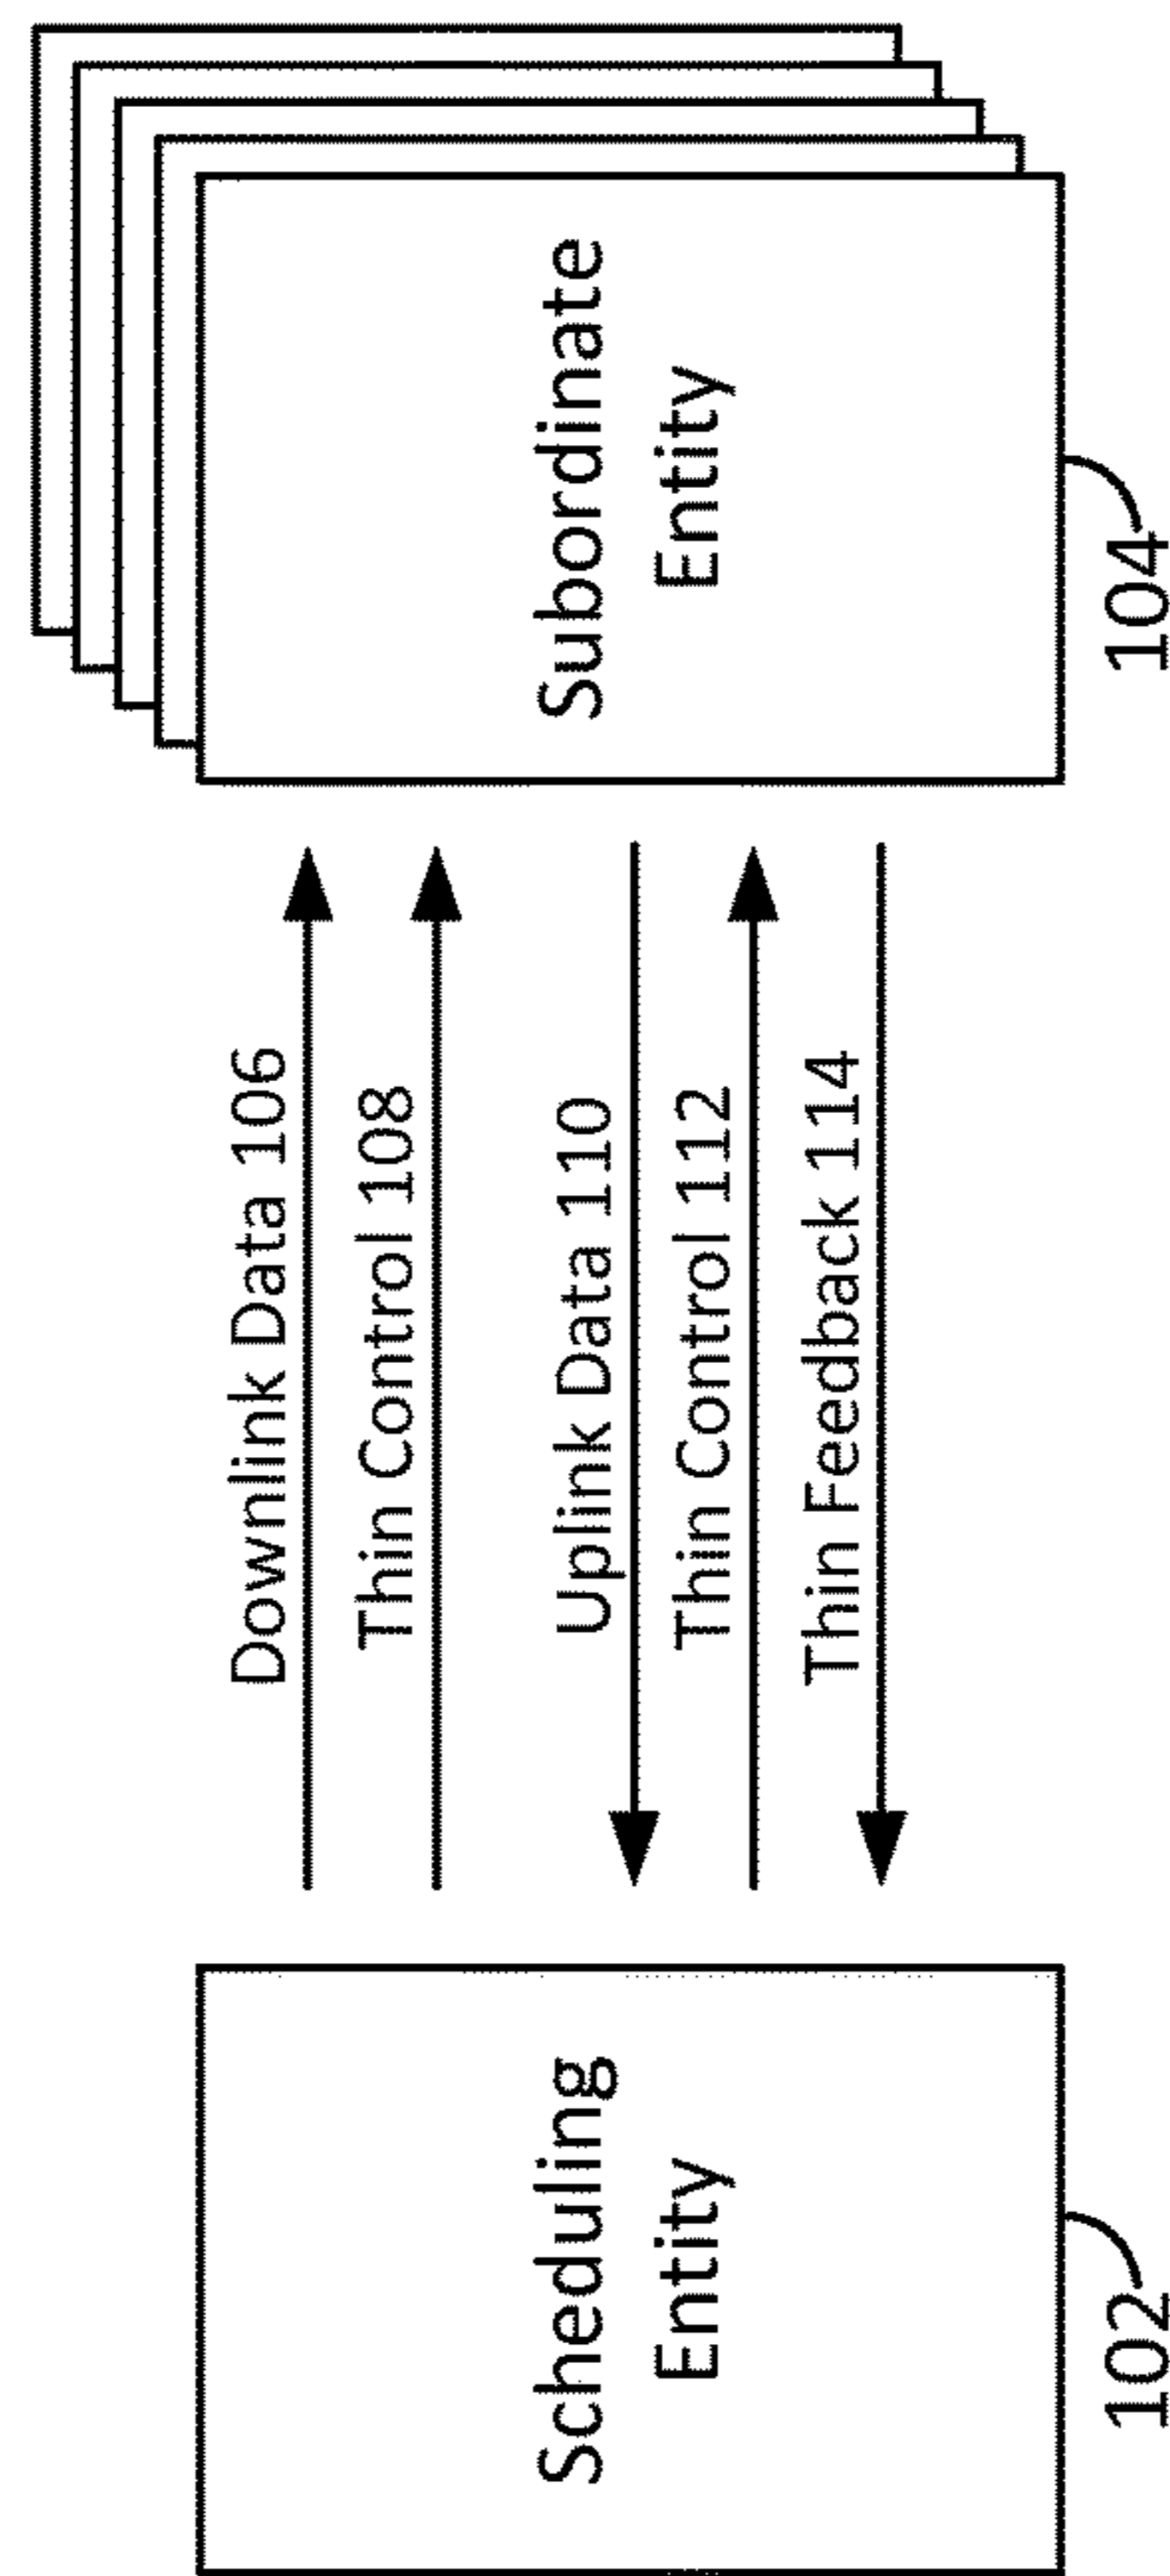 Scheduling
Entity
102
Downlink Data 106
Thin Control 108
Uplink Data 110
Thin Control 112
Thin Feedback 114
Subordinate
Entity
104